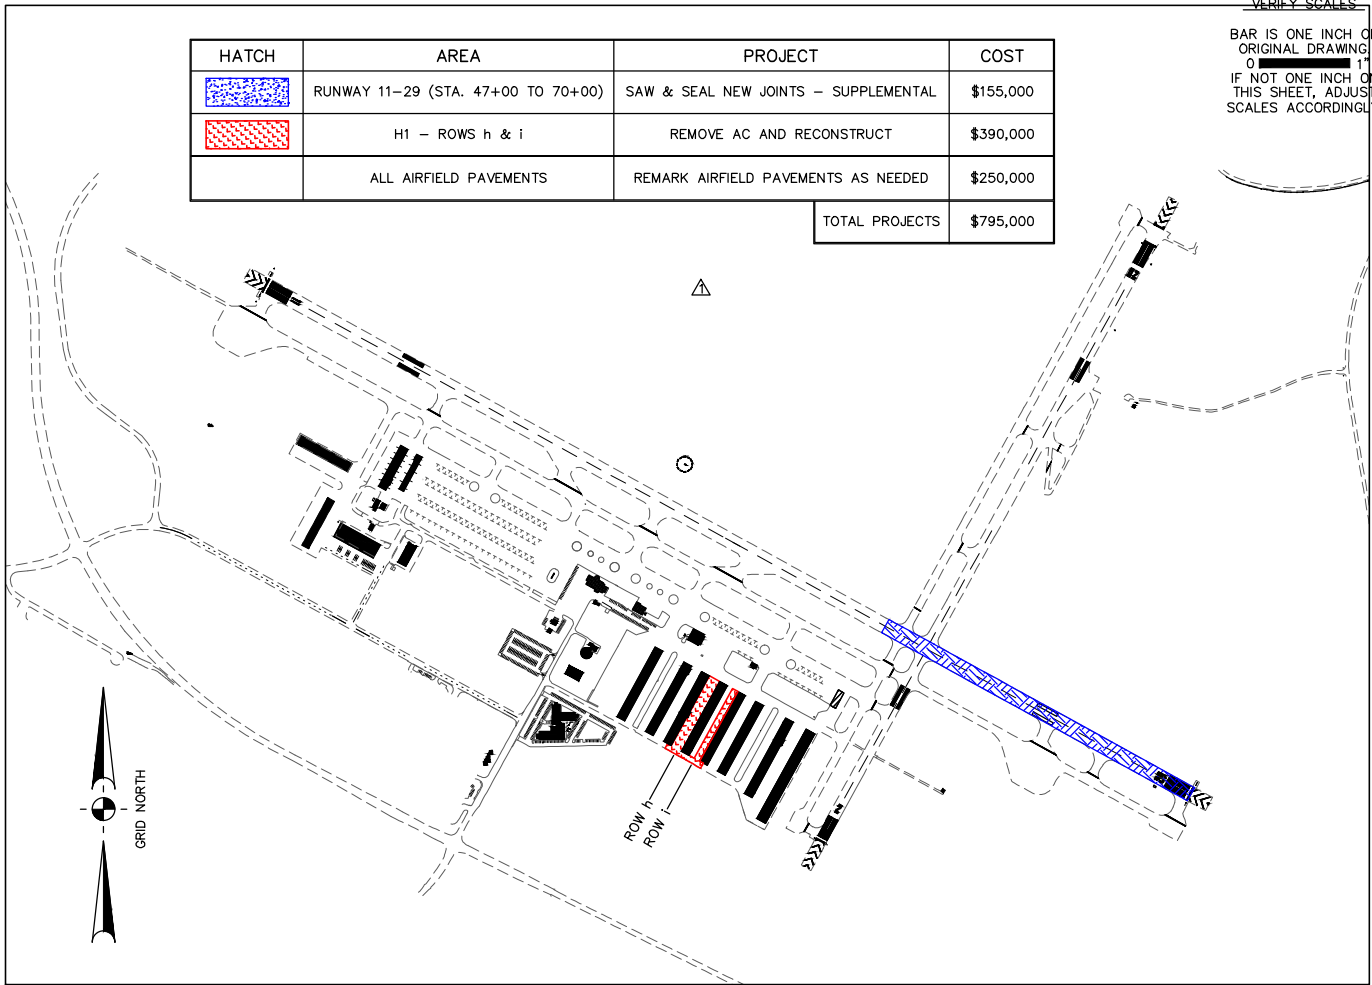 VERIFY SCALES
BAR IS ONE INCH O
ORIGINAL DRAWING
0 1"
IF NOT ONE INCH O
THIS SHEET, ADJUS
SCALES ACCORDINGL
HATCH AREA PROJECT COST
RUNWAY 11-29 (STA. 47+00 TO 70+00) SAW & SEAL NEW JOINTS - SUPPLEMENTAL $155,000
H1 - ROWS h & i REMOVE AC AND RECONSTRUCT $390,000
ALL AIRFIELD PAVEMENTS REMARK AIRFIELD PAVEMENTS AS NEEDED $250,000
TOTAL PROJECTS $795,000
1
ROW h
ROW i
GRID NORTH